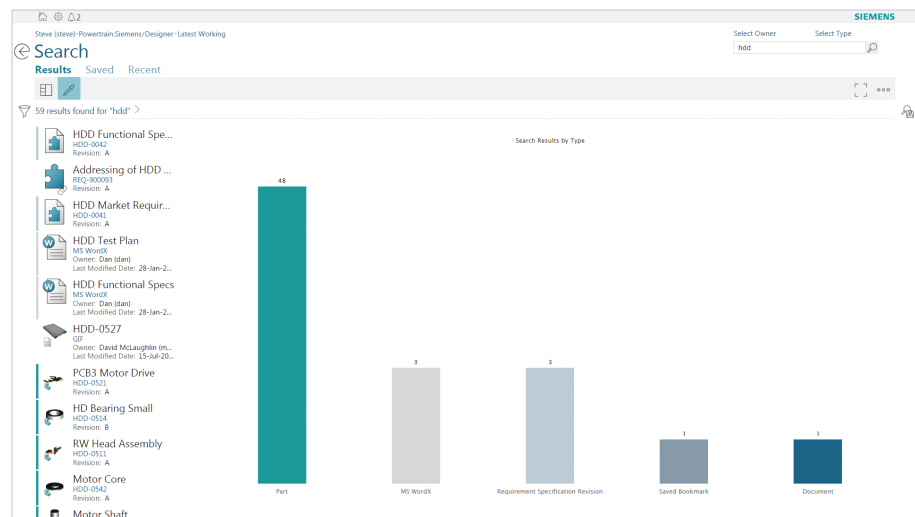 2
SIEMENS
Steve (steve)-Powertrain.Siemens/Designer-Latest Working
Select Owner
Select Type
Search
hdd
Results
Saved
Recent
59 results found for "hdd"
HDD Functional Spe...
HDD-0042
Revision: A
Addressing of HDD ...
REQ-900093
Revision: A
HDD Market Requir...
HDD-0041
Revision: A
HDD Test Plan
MS WordX
Owner: Dan (dan)
Last Modified Date: 28-Jan-2...
HDD Functional Specs
MS WordX
Owner: Dan (dan)
Last Modified Date: 28-Jan-2...
HDD-0527
GIF
Owner: David McLaughlin (m...
Last Modified Date: 15-Jul-20...
PCB3 Motor Drive
HDD-0521
Revision: A
HD Bearing Small
HDD-0514
Revision: B
RW Head Assembly
HDD-0511
Revision: A
Motor Core
HDD-0542
Revision: A
Motor Shaft
Search Results by Type
48
3
3
1
1
Part
MS WordX
Requirement Specification Revision
Saved Bookmark
Document